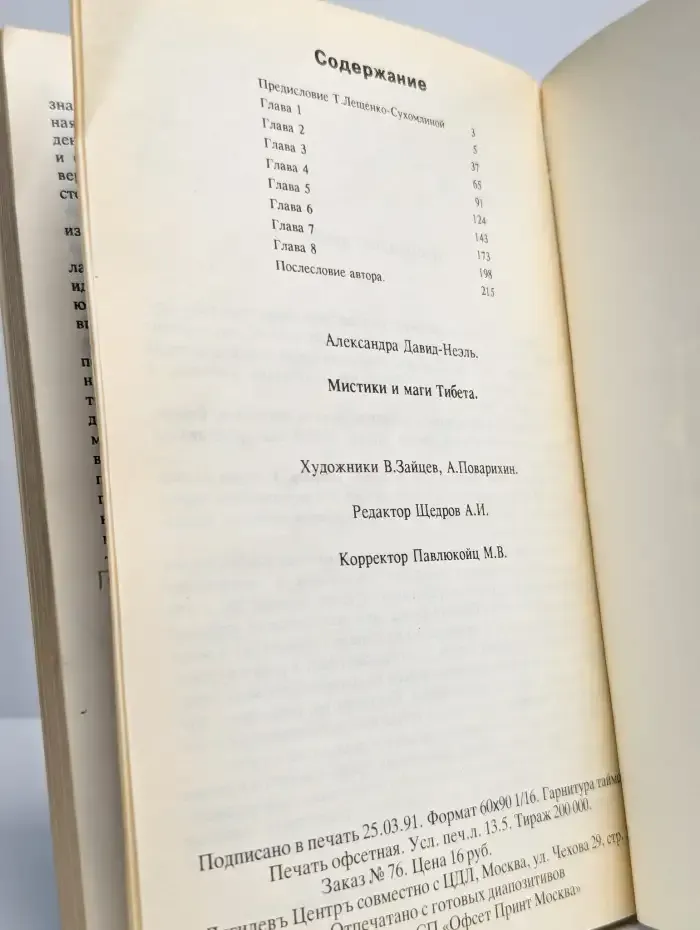 Содержание
Предисловие Т.Лещенко-Сухомлиной 3
Глава 1 5
Глава 2 37
Глава 3 65
Глава 4 91
Глава 5 124
Глава 6 143
Глава 7 173
Глава 8 198
Послесловие автора. 215
Александра Давид-Неэль.
Мистики и маги Тибета.
Художники В.Зайцев, А.Поварихин.
Редактор Щедров А.И.
Корректор Павлюкойц М.В.
Подписано в печать 25.03.91. Формат 60х90 1/16. Гарнитура тайм
Печать офсетная. Усл. печ.л. 13.5. Тираж 200 000.
Заказ № 76. Цена 16 руб.
Центръ совместно с ЦДЛ, Москва, ул. Чехова 29, стр.
Отпечатано с готовых диапозитивов
СП «Офсет Принт Москва»